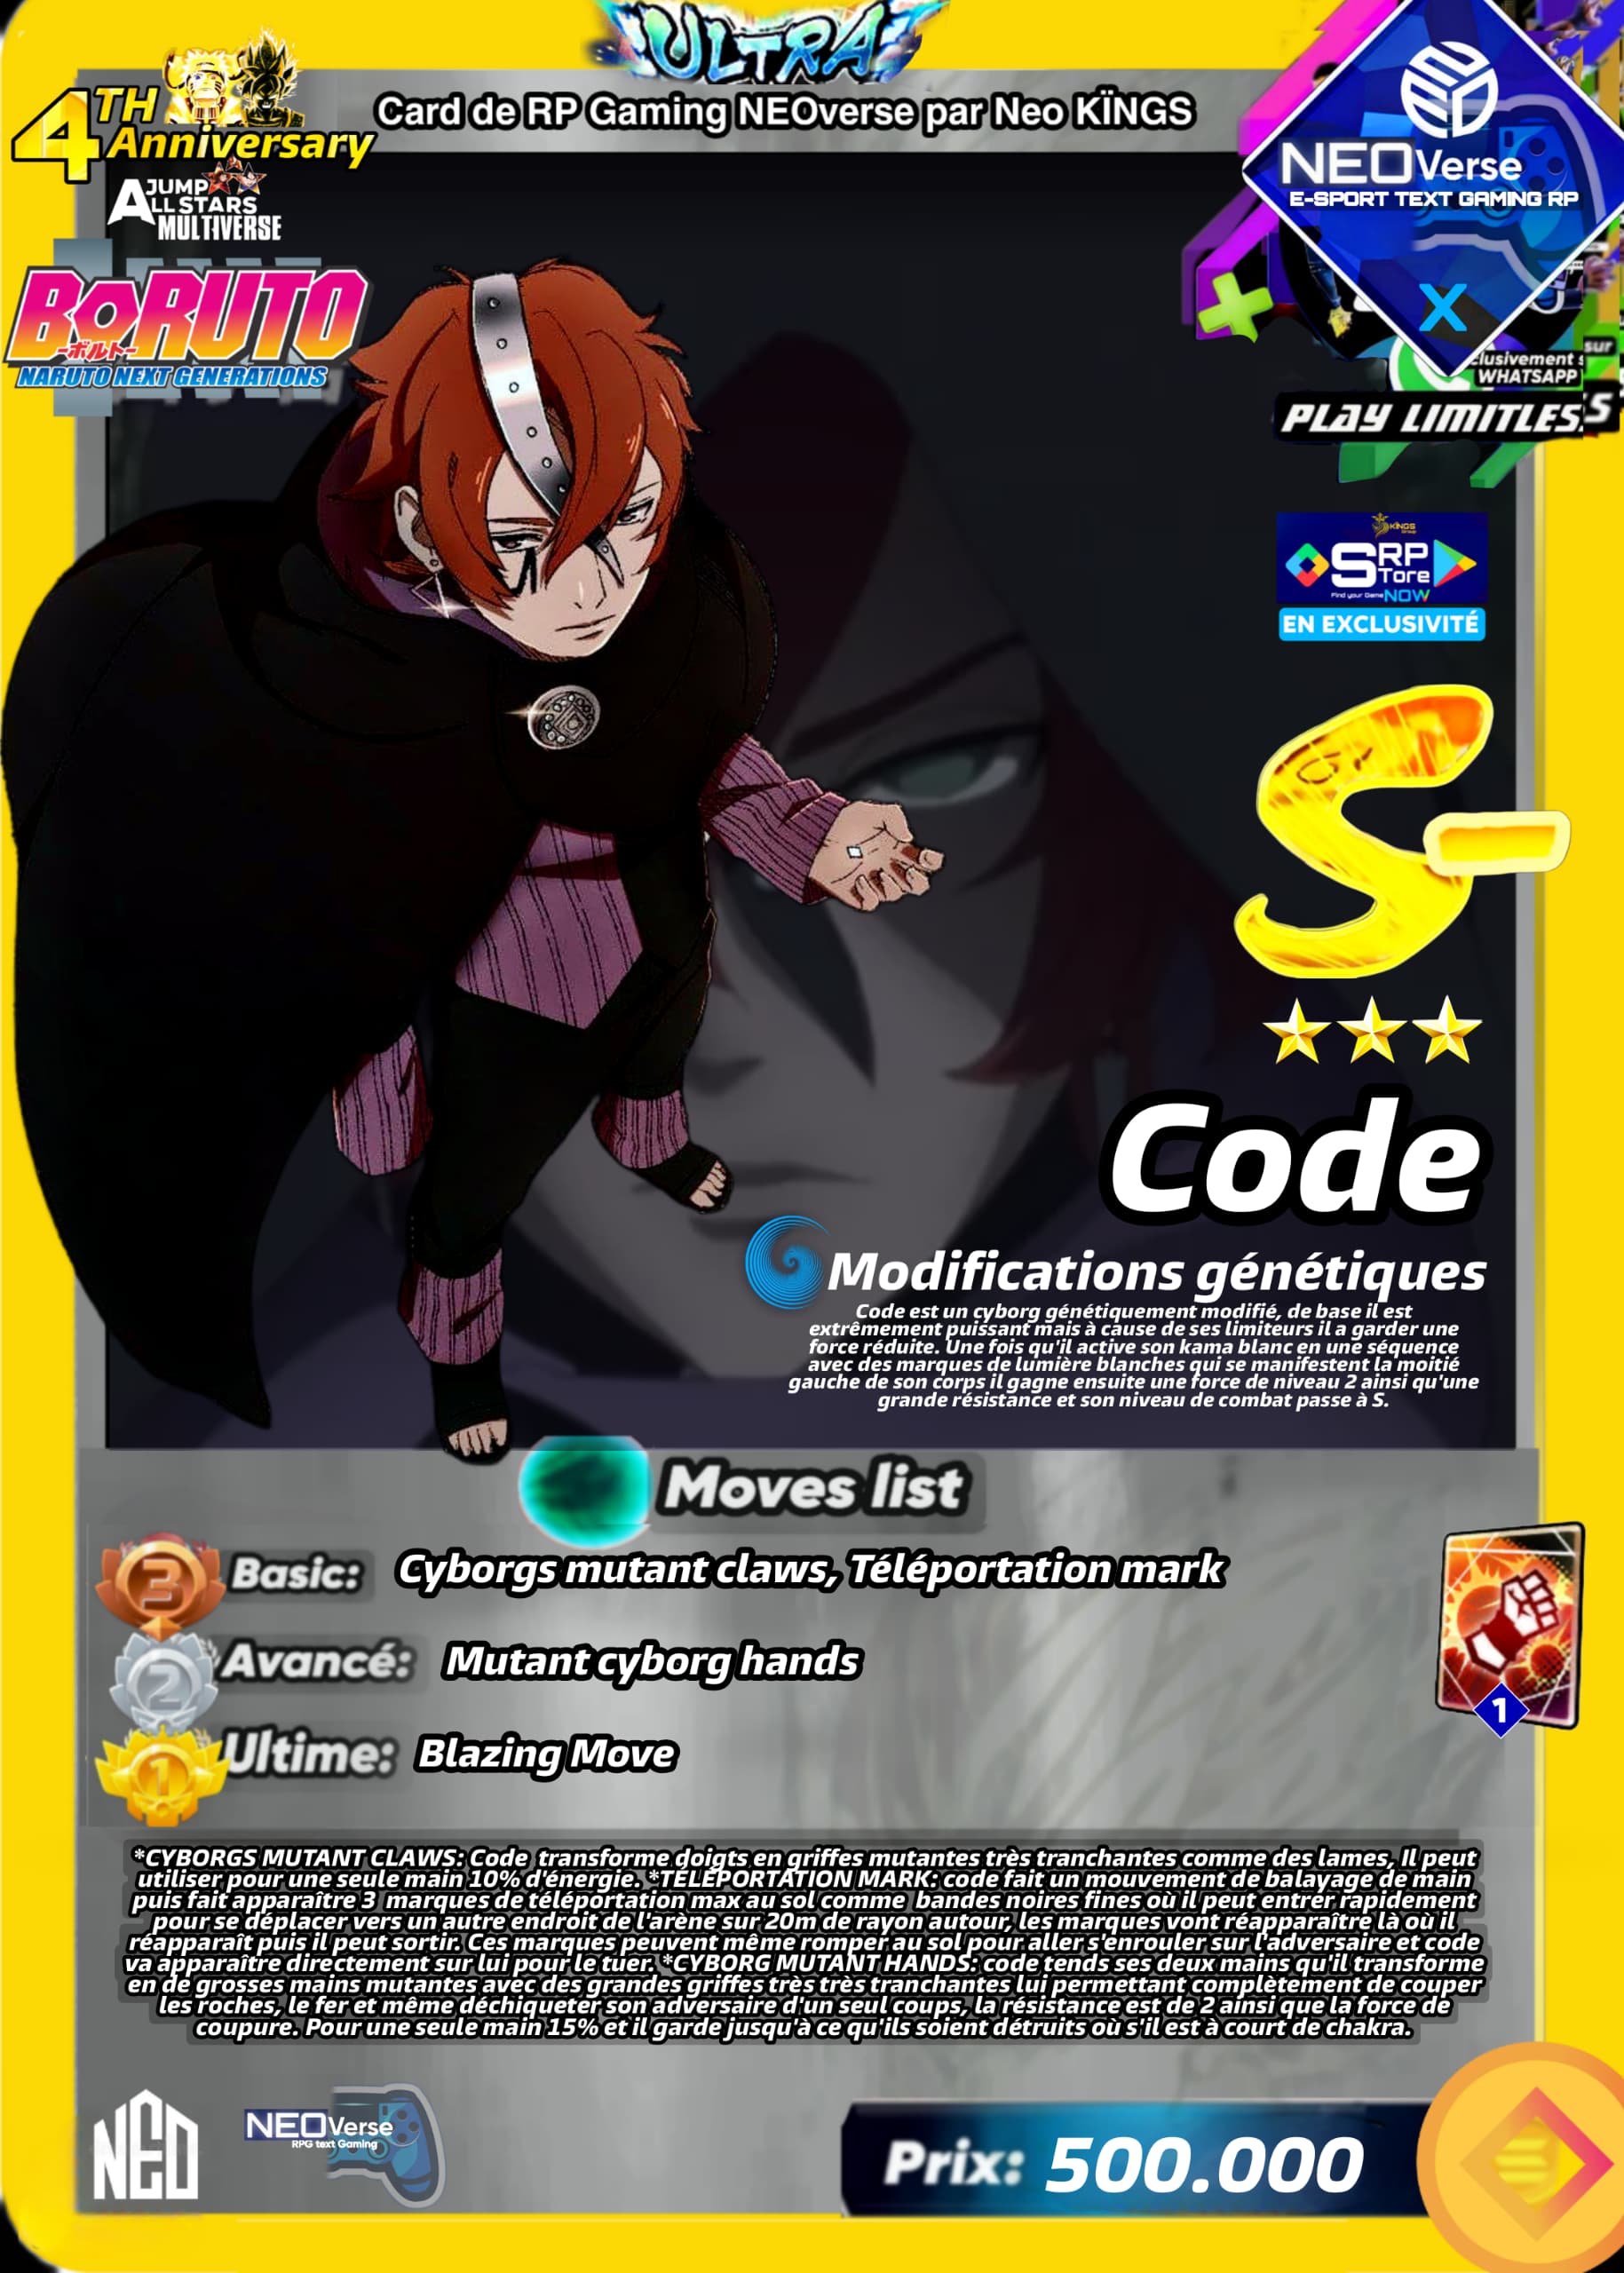 ULTRA
4TH
Anniversary
Card de RP Gaming NEOverse par Neo KÏNGS
JUMP
ALL STARS
MULTIVERSE
NEOVerse
E-SPORT TEXT GAMING RP
X
BORUTO
-ボルト-
NARUTO NEXT GENERATIONS
sur
clusivement s
WHATSAPP
PLAY LIMITLESS
KINGS
SRP
Tore
Find your Game NOW
EN EXCLUSIVITÉ
S-
Code
Modifications génétiques
Code est un cyborg génétiquement modifié, de base il est
extrêmement puissant mais à cause de ses limiteurs il a garder une
force réduite. Une fois qu'il active son kama blanc en une séquence
avec des marques de lumière blanches qui se manifestent la moitié
gauche de son corps il gagne ensuite une force de niveau 2 ainsi qu'une
grande résistance et son niveau de combat passe à S.
Moves list
3 Basic: Cyborgs mutant claws, Téléportation mark
2 Avancé: Mutant cyborg hands
1 Ultime: Blazing Move
1
*CYBORGS MUTANT CLAWS: Code transforme doigts en griffes mutantes très tranchantes comme des lames, Il peut
utiliser pour une seule main 10% d'énergie. *TÉLÉPORTATION MARK: code fait un mouvement de balayage de main
puis fait apparaître 3 marques de téléportation max au sol comme bandes noires fines où il peut entrer rapidement
pour se déplacer vers un autre endroit de l'arène sur 20m de rayon autour, les marques vont réapparaître là où il
réapparaît puis il peut sortir. Ces marques peuvent même romper au sol pour aller s'enrouler sur l'adversaire et code
va apparaître directement sur lui pour le tuer. *CYBORG MUTANT HANDS: code tends ses deux mains qu'il transforme
en de grosses mains mutantes avec des grandes griffes très très tranchantes lui permettant complètement de couper
les roches, le fer et même déchiqueter son adversaire d'un seul coups, la résistance est de 2 ainsi que la force de
coupure. Pour une seule main 15% et il garde jusqu'à ce qu'ils soient détruits où s'il est à court de chakra.
NEO
NEOVerse
RPG text Gaming
Prix: 500.000